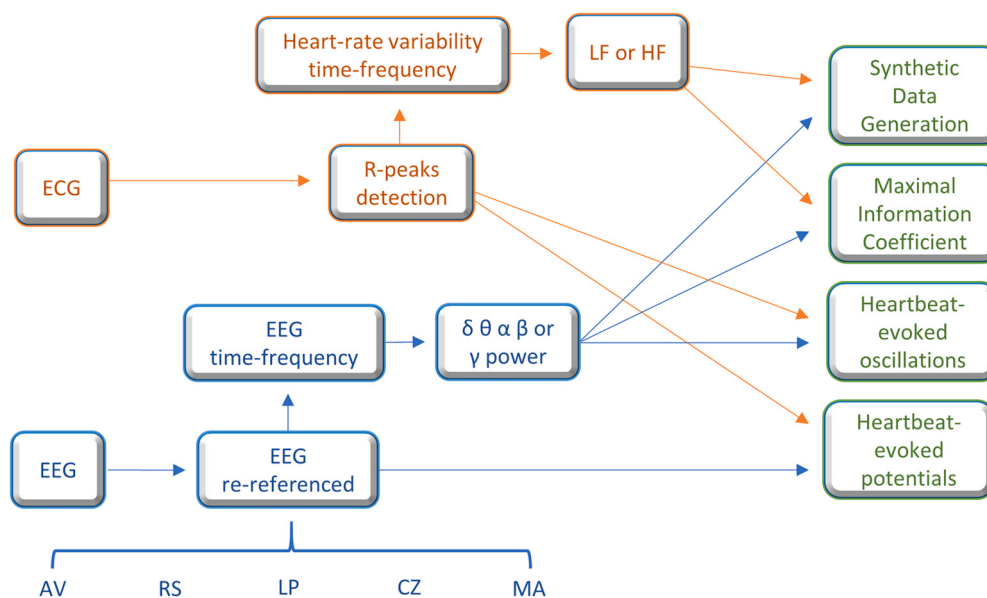 Heart-rate variability
time-frequency
LF or HF
Synthetic
Data
Generation
ECG
R-peaks
detection
Maximal
Information
Coefficient
EEG
time-frequency
δ θ α β or
γ power
Heartbeat-
evoked
oscillations
EEG
EEG
re-referenced
Heartbeat-
evoked
potentials
AV RS LP CZ MA